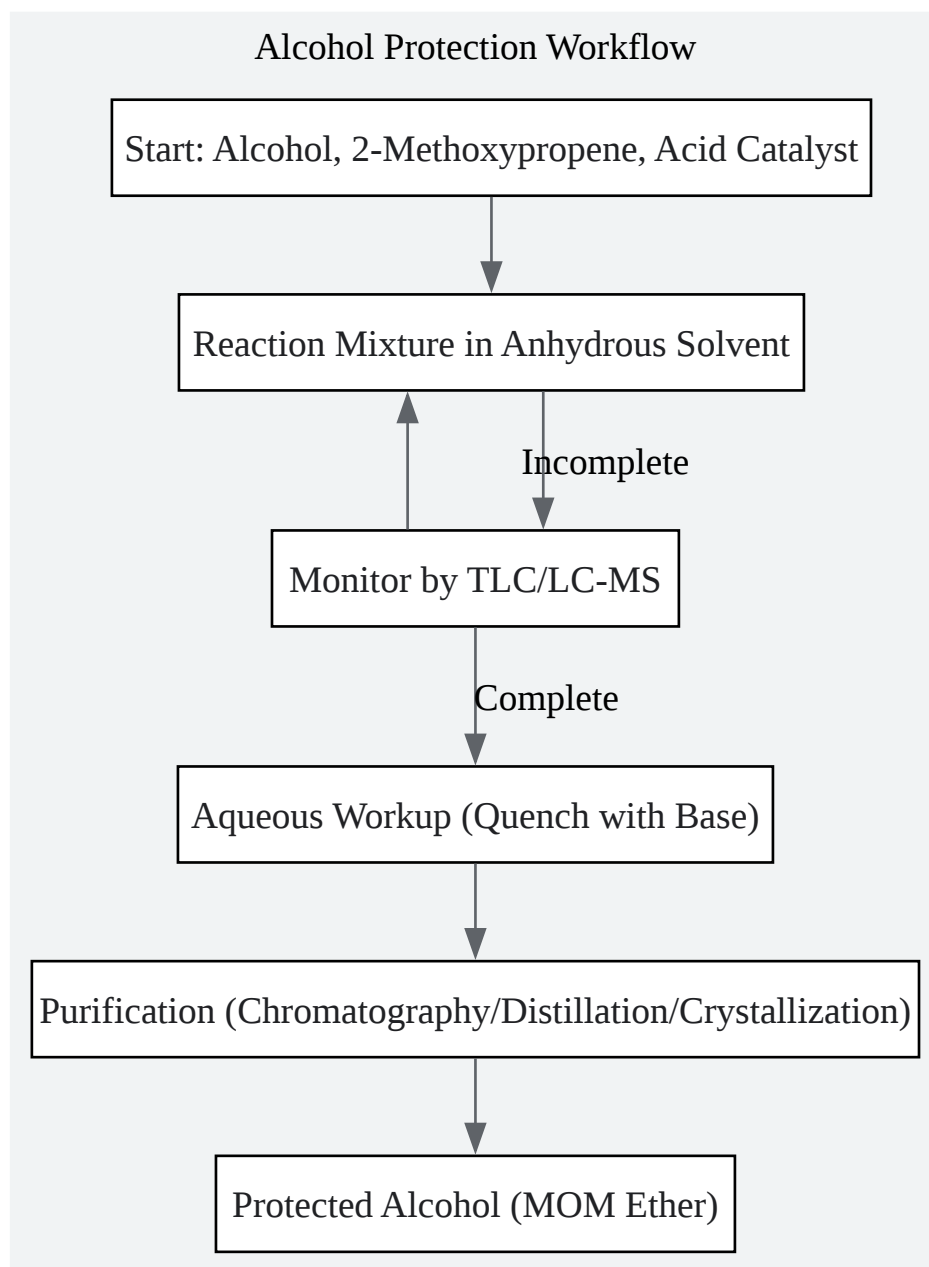 Alcohol Protection Workflow
Start: Alcohol, 2-Methoxypropene, Acid Catalyst
Reaction Mixture in Anhydrous Solvent
Incomplete
Monitor by TLC/LC-MS
Complete
Aqueous Workup (Quench with Base)
Purification (Chromatography/Distillation/Crystallization)
Protected Alcohol (MOM Ether)